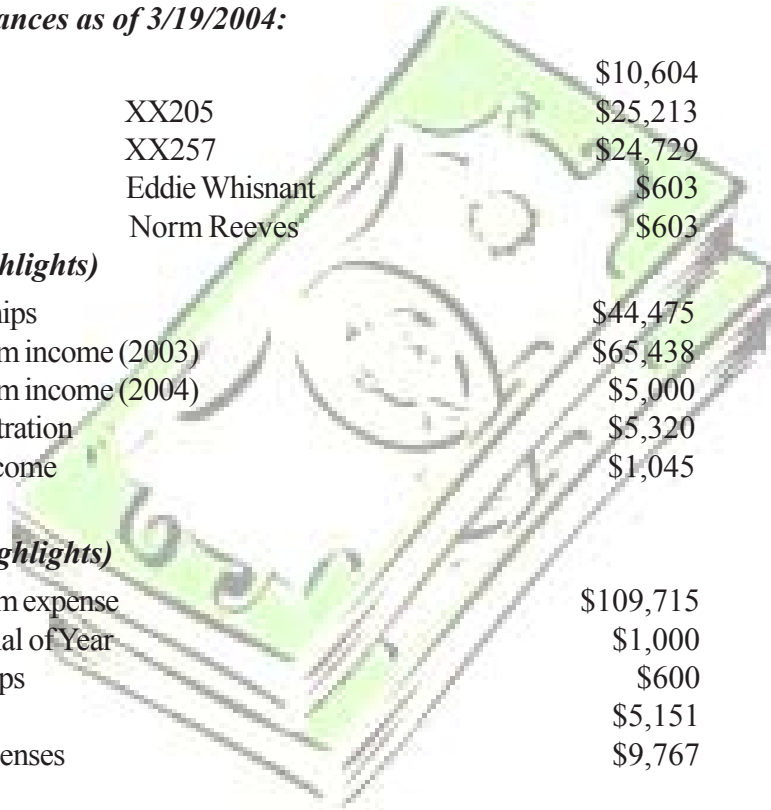 ances as of 3/19/2004:
$10,604
XX205 $25,213
XX257 $24,729
Eddie Whisnant $603
Norm Reeves $603
hlights)
hips $44,475
m income (2003) $65,438
m income (2004) $5,000
tration $5,320
come $1,045
ghlights)
m expense $109,715
nal of Year $1,000
ps $600
$5,151
enses $9,767